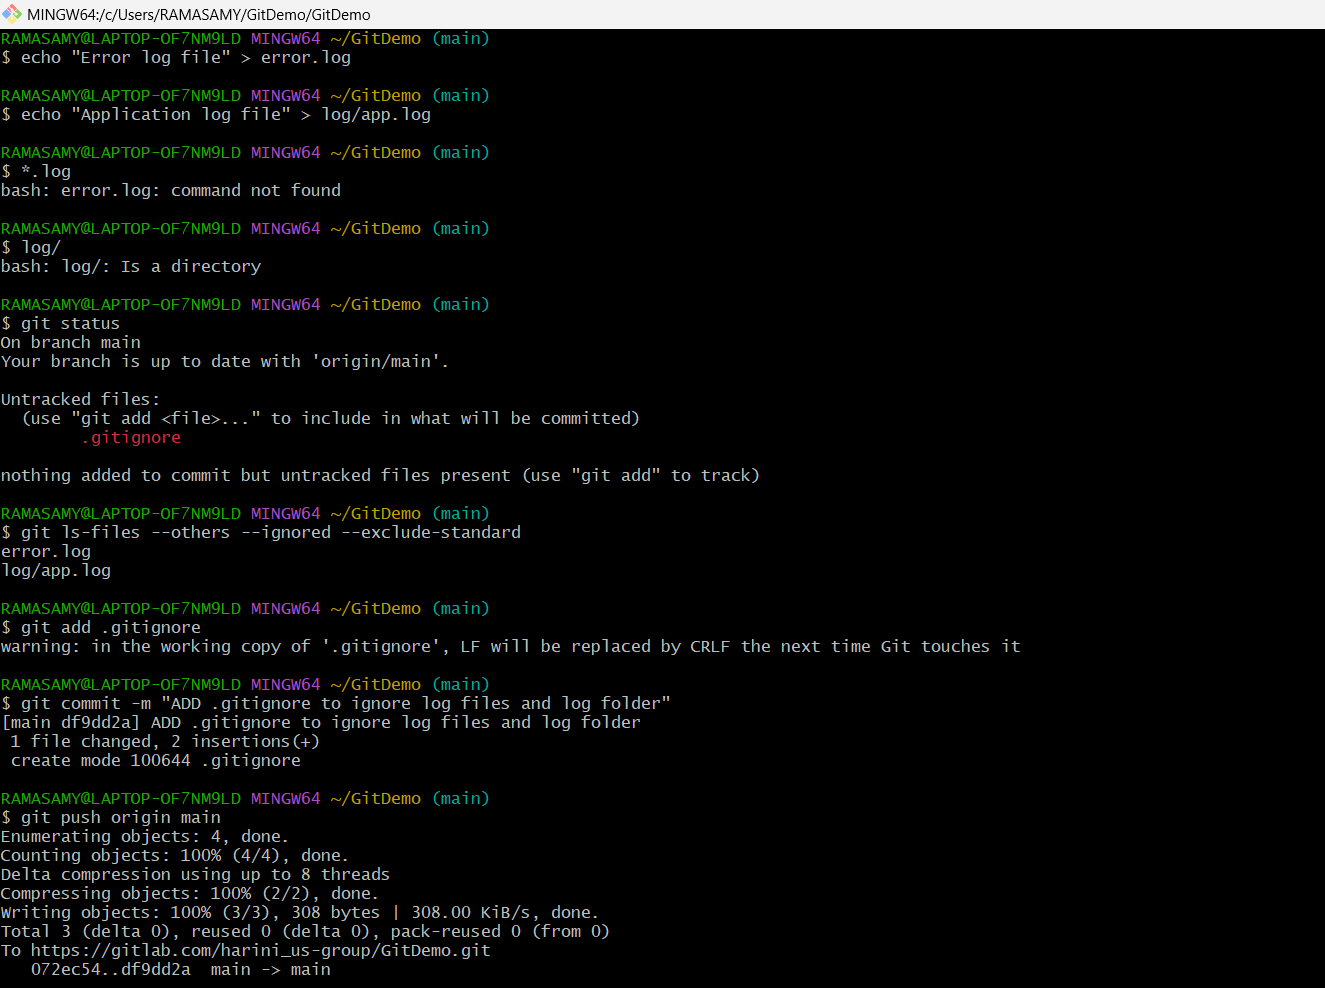 MINGW64:/c/Users/RAMASAMY/GitDemo/GitDemo
RAMASAMY@LAPTOP-OF7NM9LD MINGW64 ~/GitDemo (main)
$ echo "Error log file" > error.log

RAMASAMY@LAPTOP-OF7NM9LD MINGW64 ~/GitDemo (main)
$ echo "Application log file" > log/app.log

RAMASAMY@LAPTOP-OF7NM9LD MINGW64 ~/GitDemo (main)
$ *.log
bash: error.log: command not found

RAMASAMY@LAPTOP-OF7NM9LD MINGW64 ~/GitDemo (main)
$ log/
bash: log/: Is a directory

RAMASAMY@LAPTOP-OF7NM9LD MINGW64 ~/GitDemo (main)
$ git status
On branch main
Your branch is up to date with 'origin/main'.

Untracked files:
  (use "git add <file>..." to include in what will be committed)
        .gitignore

nothing added to commit but untracked files present (use "git add" to track)

RAMASAMY@LAPTOP-OF7NM9LD MINGW64 ~/GitDemo (main)
$ git ls-files --others --ignored --exclude-standard
error.log
log/app.log

RAMASAMY@LAPTOP-OF7NM9LD MINGW64 ~/GitDemo (main)
$ git add .gitignore
warning: in the working copy of '.gitignore', LF will be replaced by CRLF the next time Git touches it

RAMASAMY@LAPTOP-OF7NM9LD MINGW64 ~/GitDemo (main)
$ git commit -m "ADD .gitignore to ignore log files and log folder"
[main df9dd2a] ADD .gitignore to ignore log files and log folder
 1 file changed, 2 insertions(+)
 create mode 100644 .gitignore

RAMASAMY@LAPTOP-OF7NM9LD MINGW64 ~/GitDemo (main)
$ git push origin main
Enumerating objects: 4, done.
Counting objects: 100% (4/4), done.
Delta compression using up to 8 threads
Compressing objects: 100% (2/2), done.
Writing objects: 100% (3/3), 308 bytes | 308.00 KiB/s, done.
Total 3 (delta 0), reused 0 (delta 0), pack-reused 0 (from 0)
To https://gitlab.com/harini_us-group/GitDemo.git
   072ec54..df9dd2a  main -> main